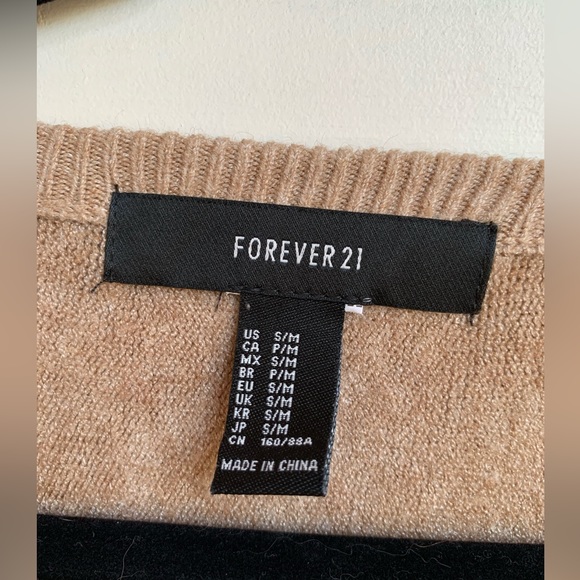 FOREVER 21
US S/M
CA P/M
MX S/M
BR P/M
EU S/M
UK S/M
KR S/M
JP S/M
CN 160/88A
MADE IN CHINA